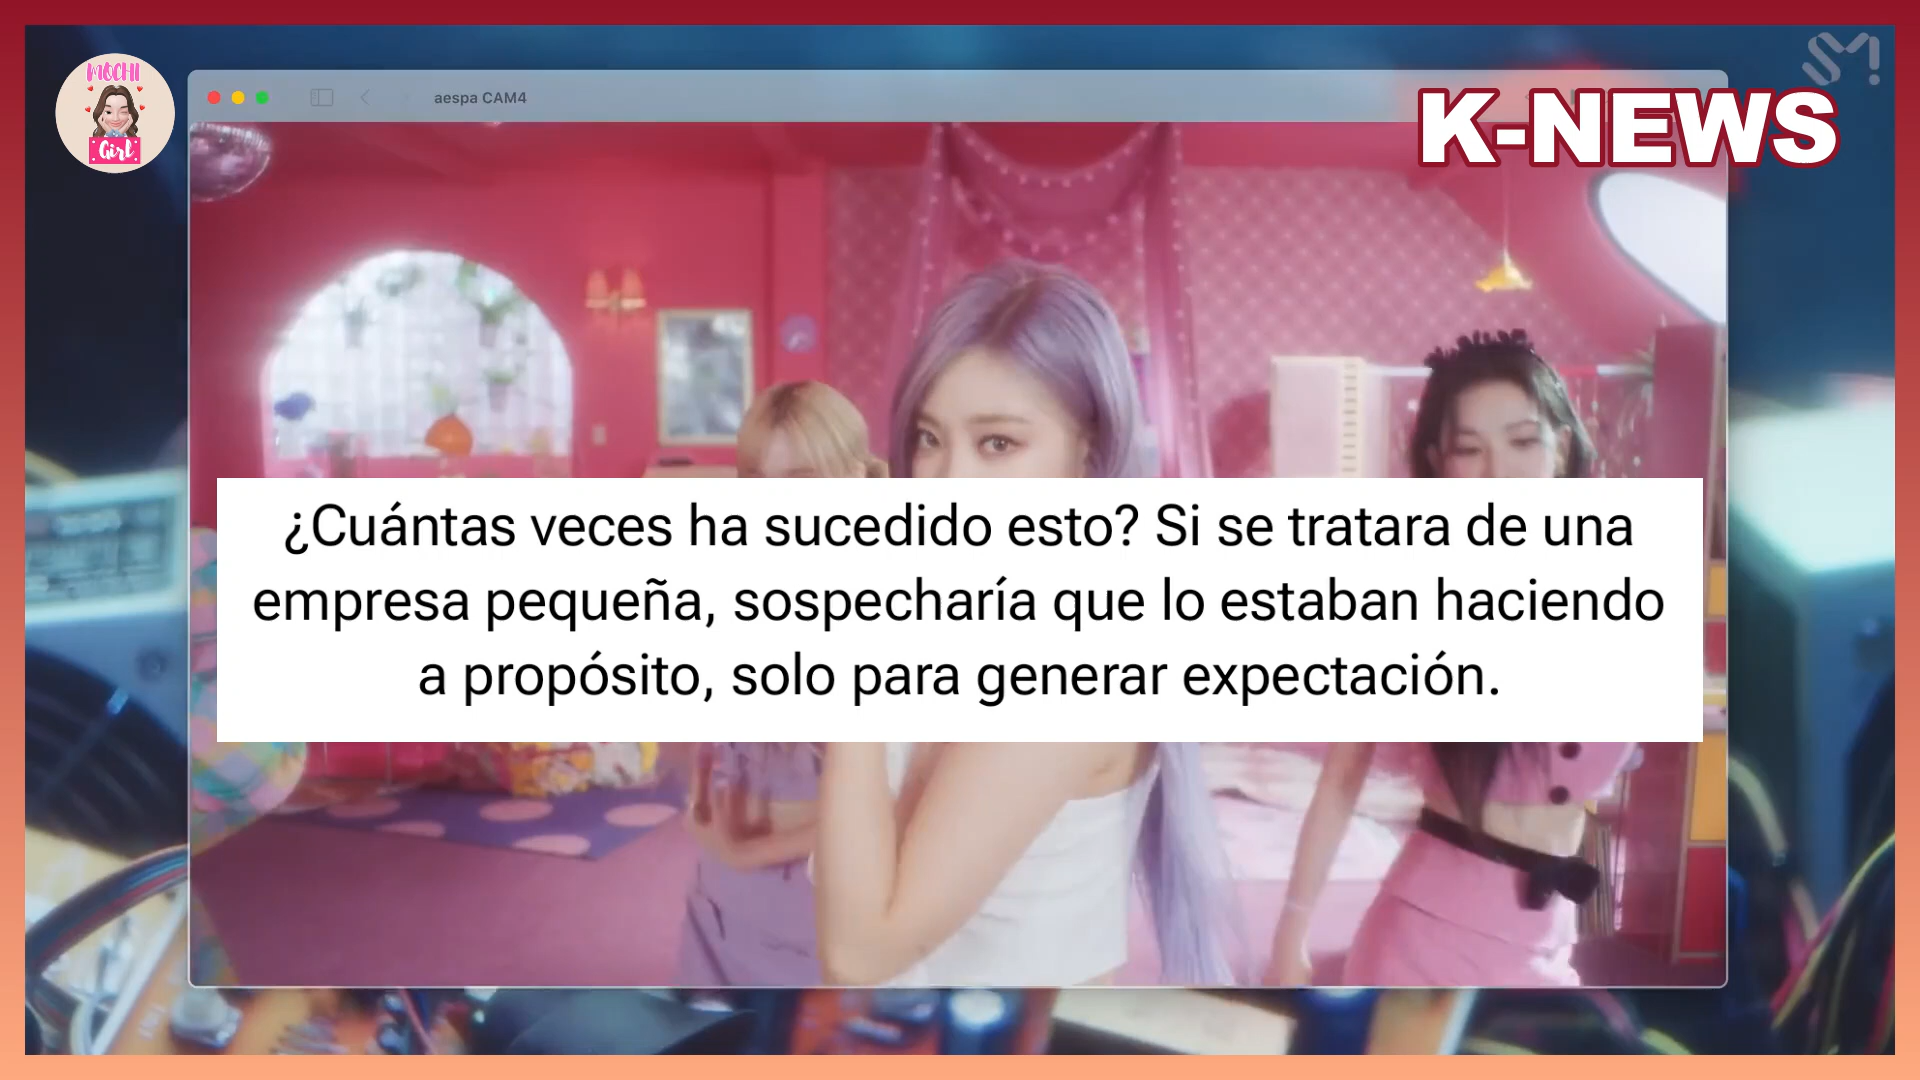 MOCHI
Girl
aespa CAM4
SM!
K-NEWS
¿Cuántas veces ha sucedido esto? Si se tratara de una
empresa pequeña, sospecharía que lo estaban haciendo
a propósito, solo para generar expectación.